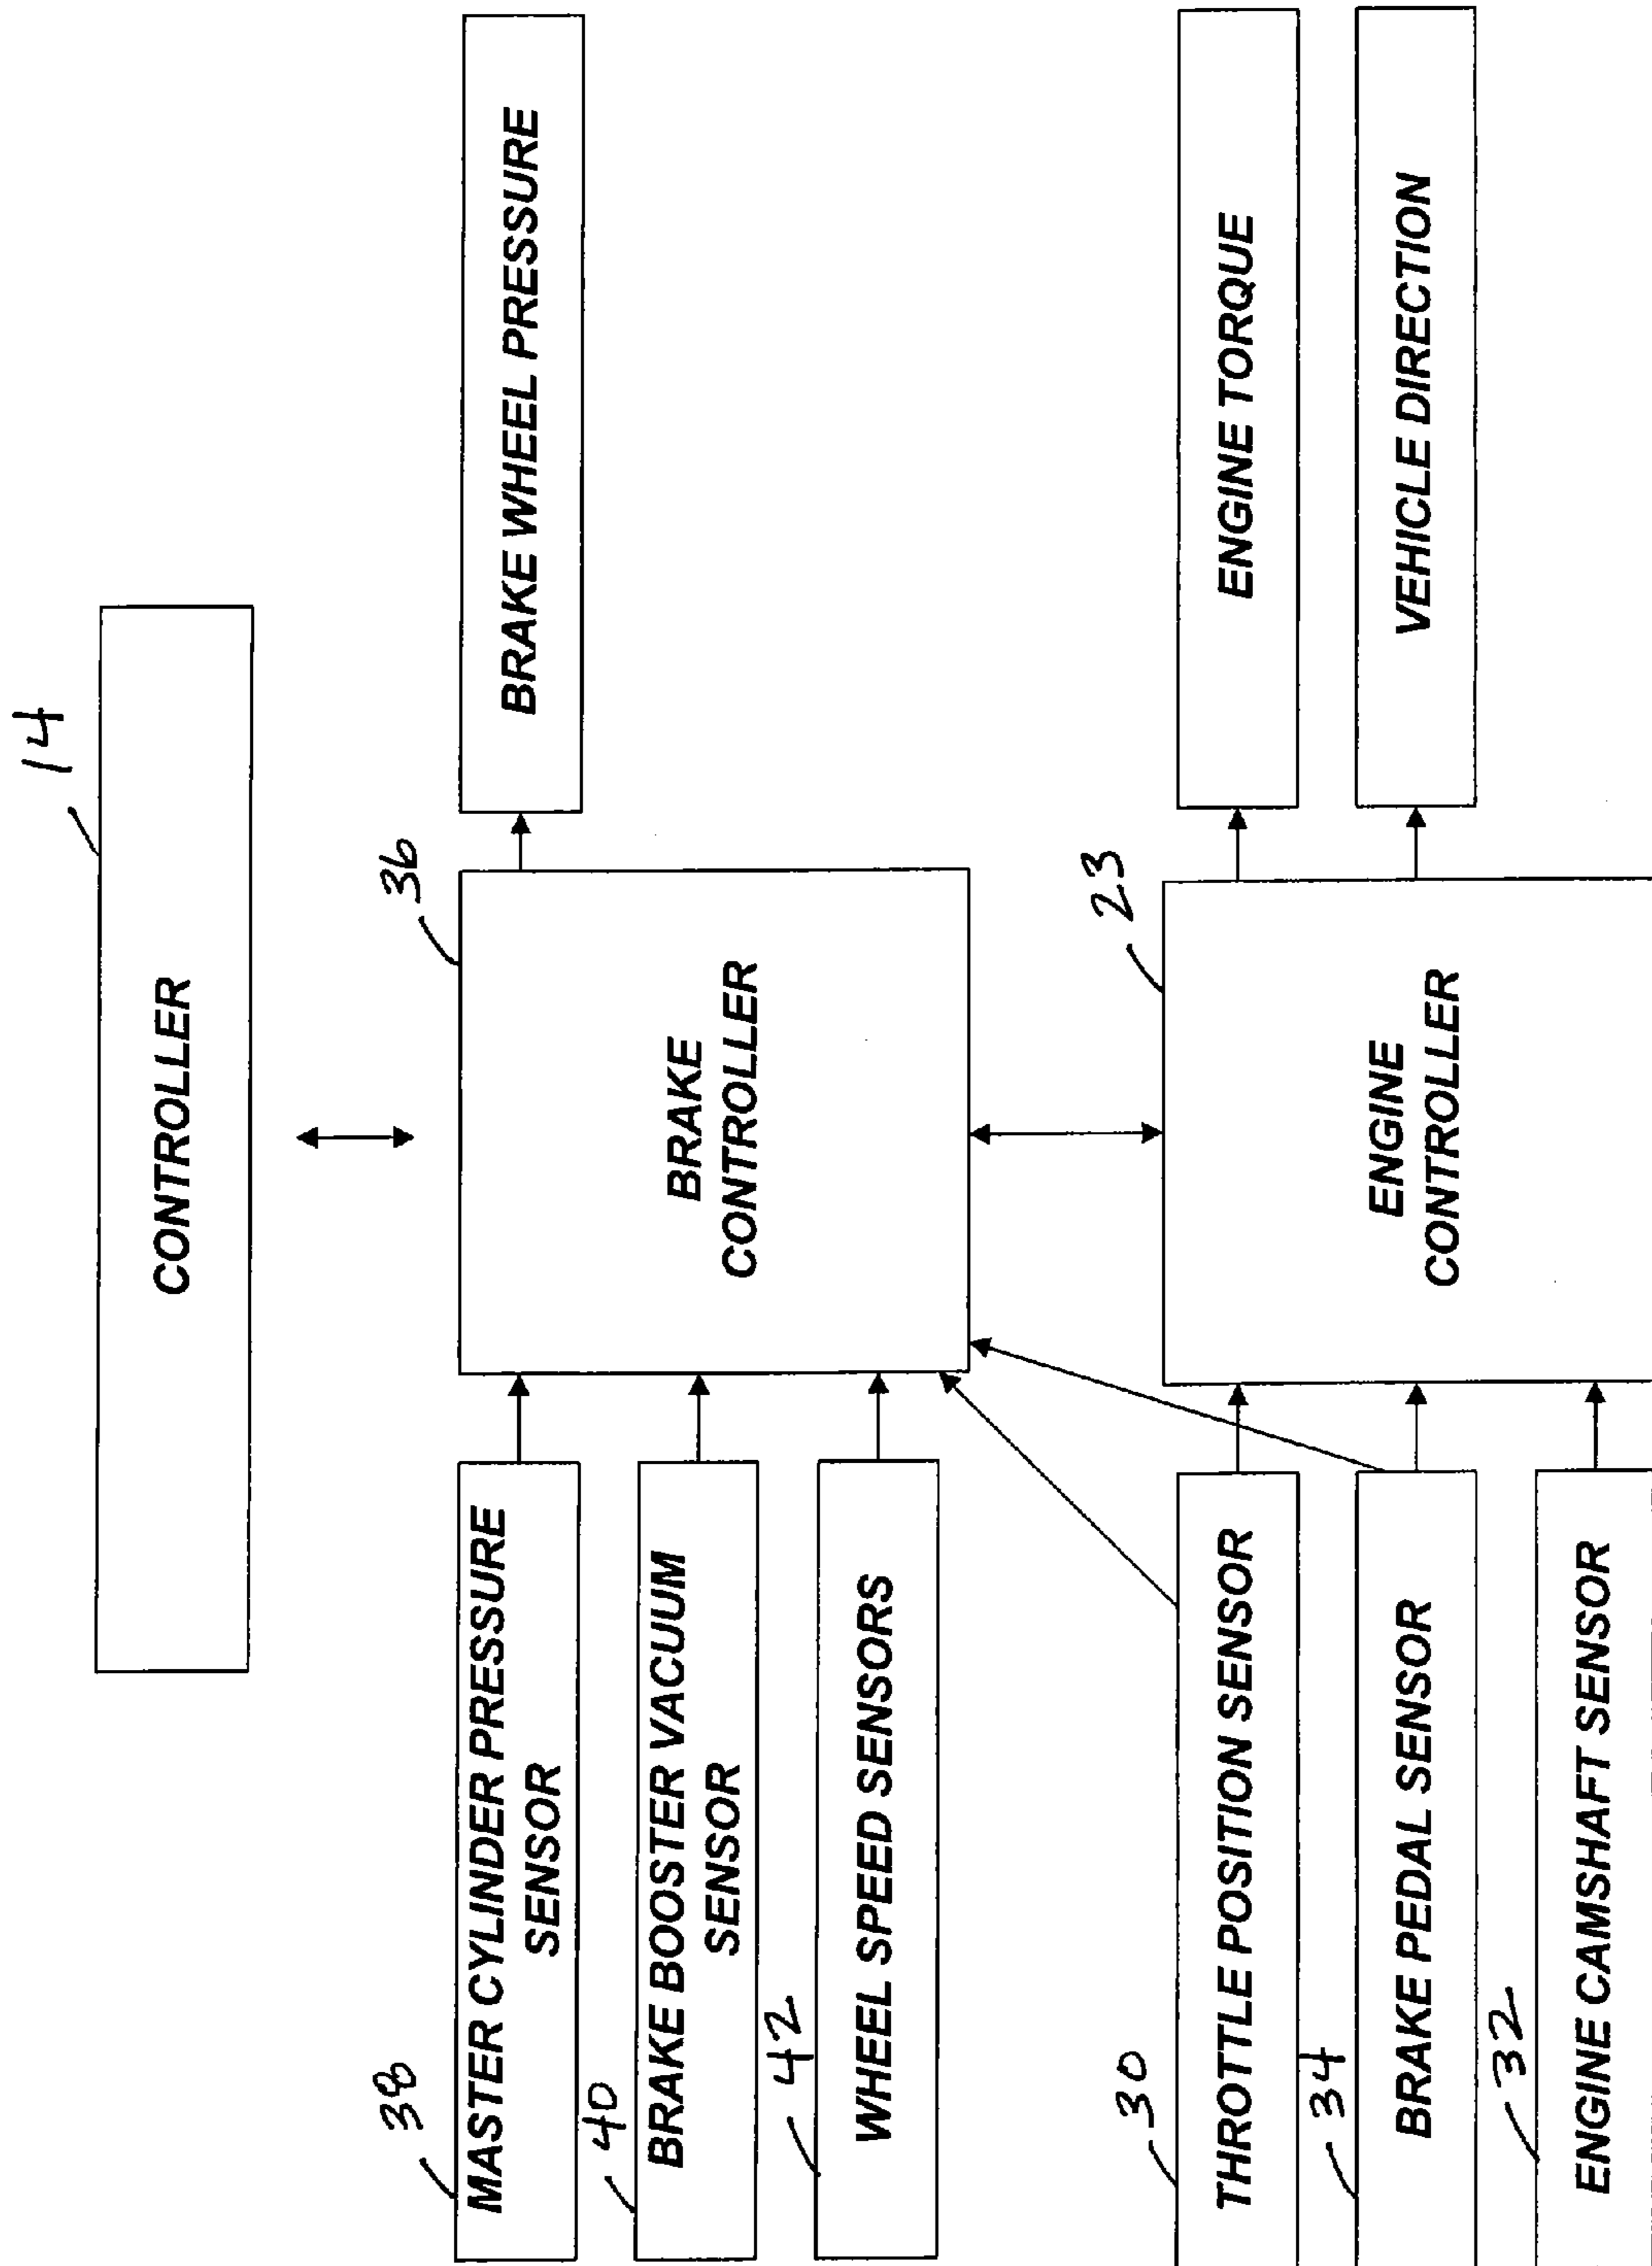 14
CONTROLLER
38
MASTER CYLINDER PRESSURE
SENSOR
40
BRAKE BOOSTER VACUUM
SENSOR
42
WHEEL SPEED SENSORS
36
BRAKE
CONTROLLER
BRAKE WHEEL PRESSURE
30
THROTTLE POSITION SENSOR
34
BRAKE PEDAL SENSOR
32
ENGINE CAMSHAFT SENSOR
23
ENGINE
CONTROLLER
ENGINE TORQUE
VEHICLE DIRECTION